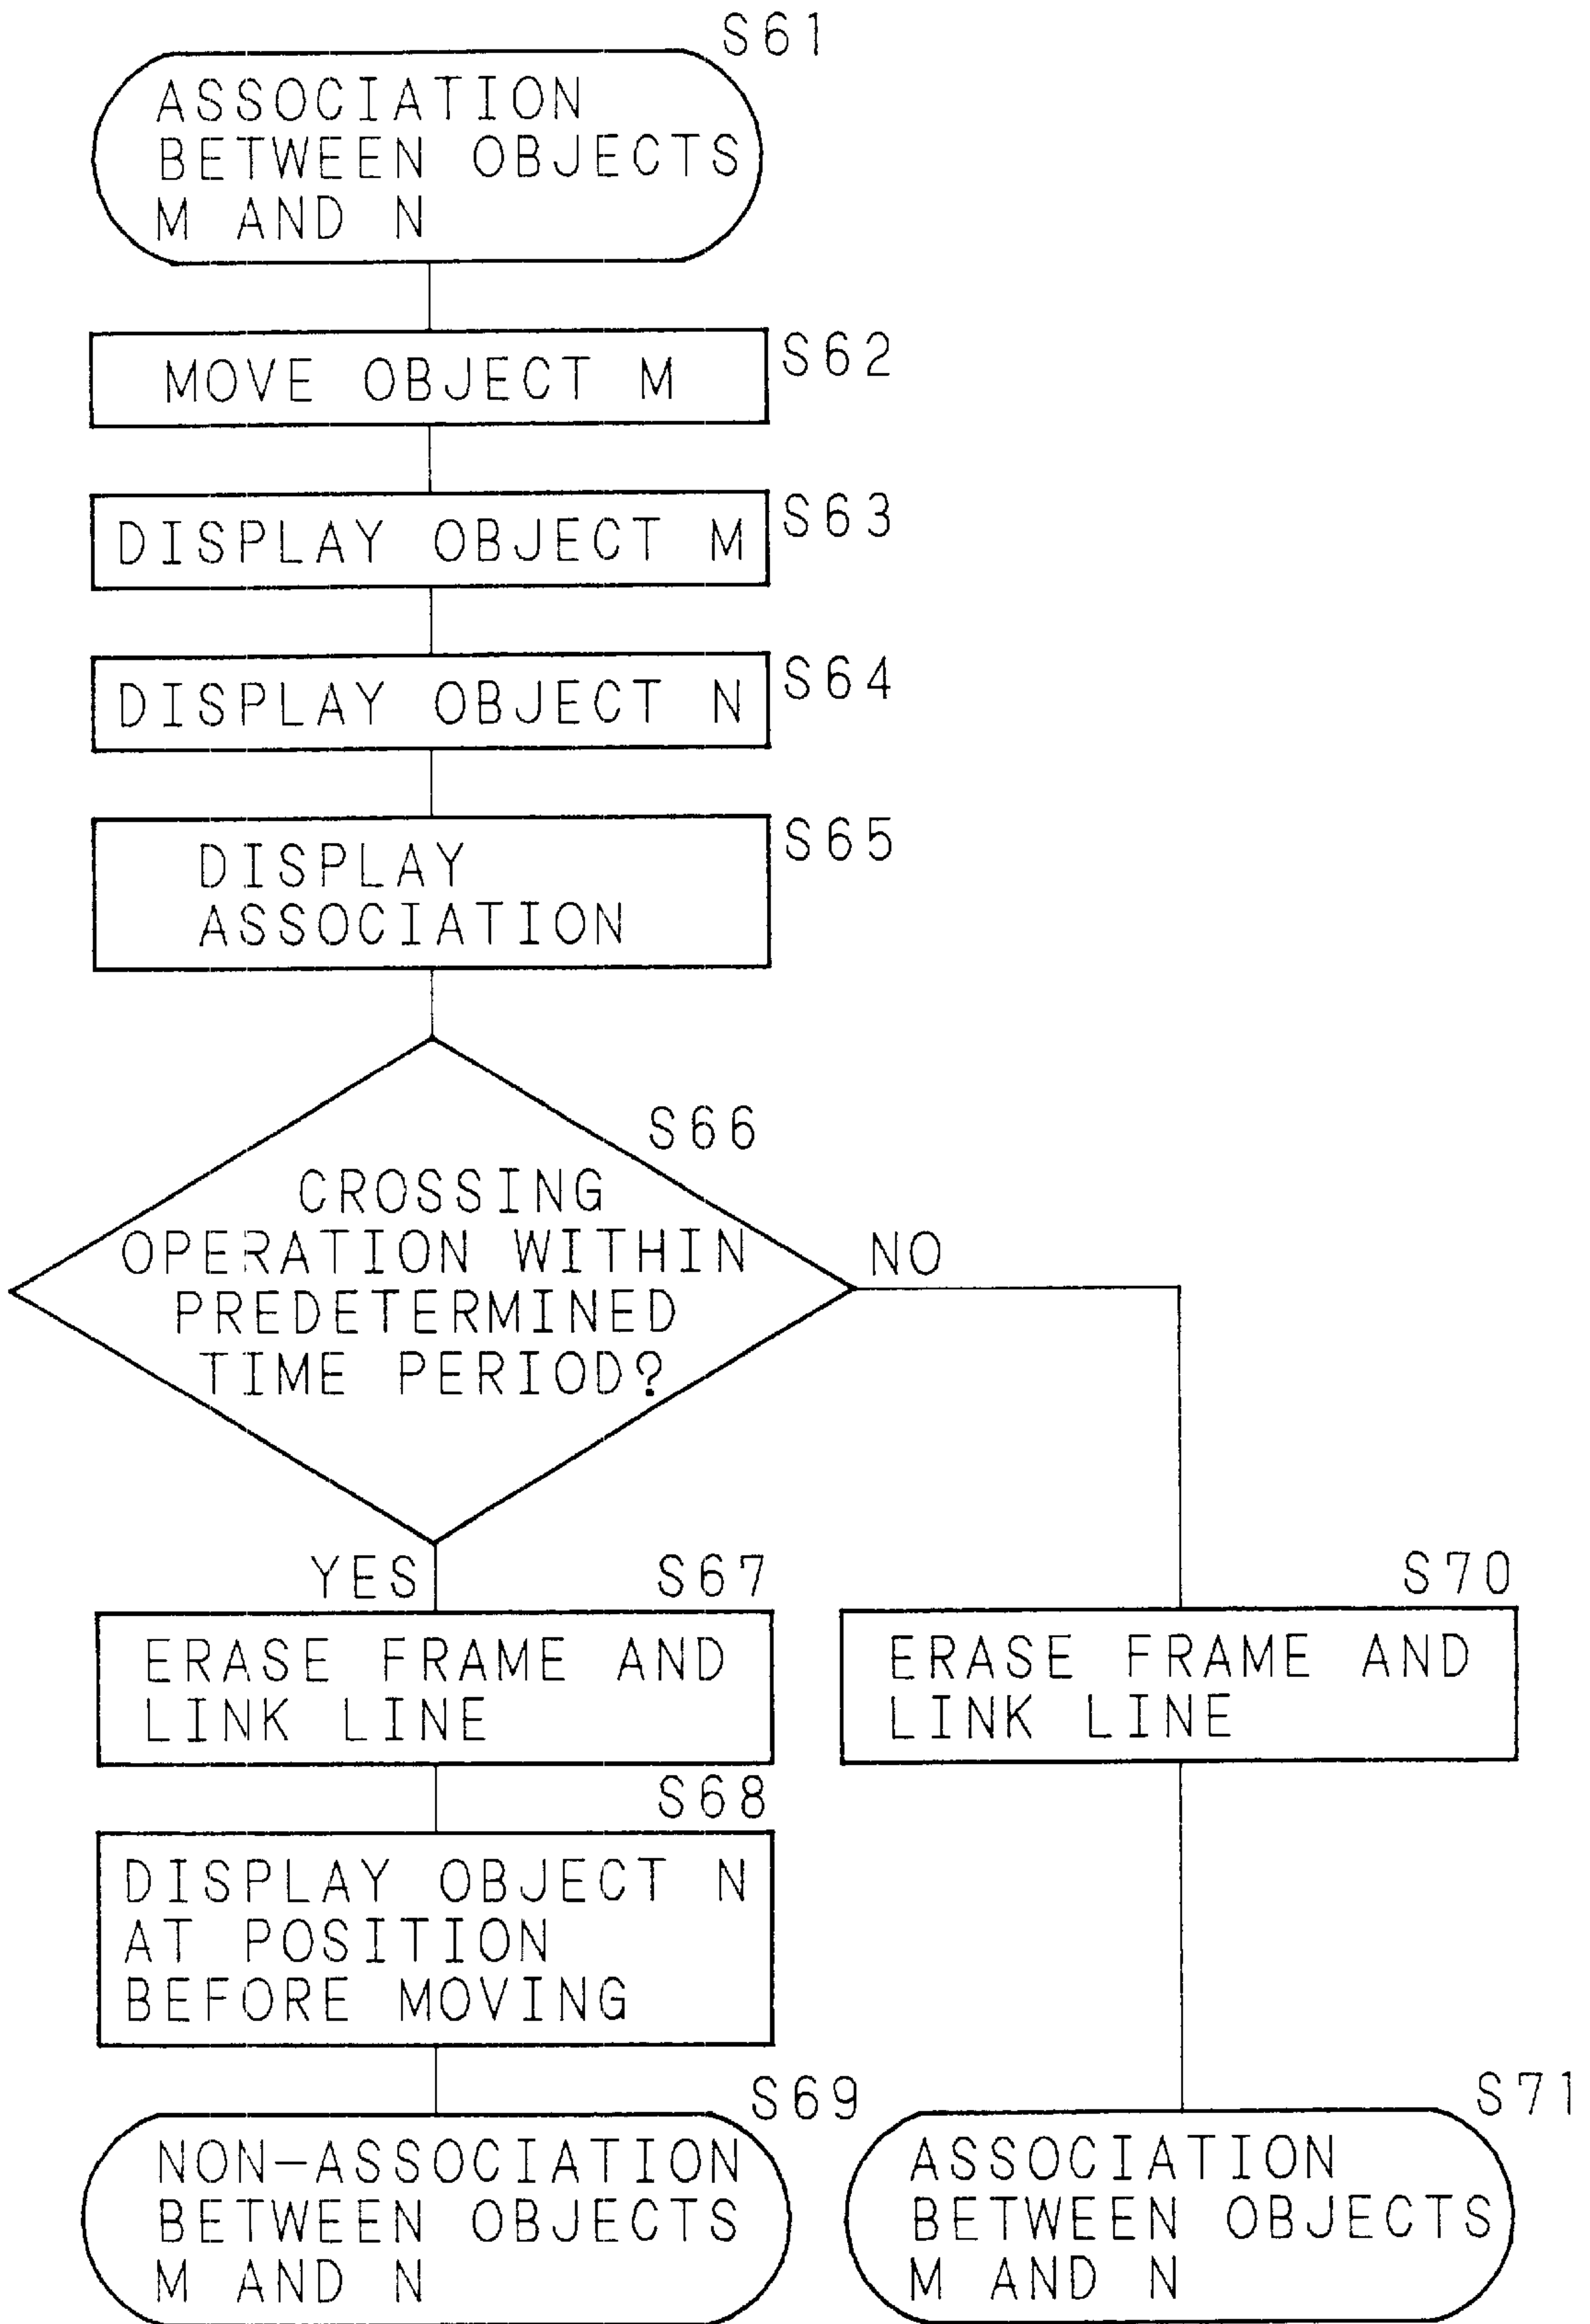 S61
ASSOCIATION
BETWEEN OBJECTS
M AND N
MOVE OBJECT M
S62
DISPLAY OBJECT M
S63
DISPLAY OBJECT N
S64
DISPLAY
ASSOCIATION
S65
S66
CROSSING
OPERATION WITHIN
PREDETERMINED
TIME PERIOD?
NO
YES
S67
ERASE FRAME AND
LINK LINE
S68
DISPLAY OBJECT N
AT POSITION
BEFORE MOVING
S69
NON-ASSOCIATION
BETWEEN OBJECTS
M AND N
S70
ERASE FRAME AND
LINK LINE
S71
ASSOCIATION
BETWEEN OBJECTS
M AND N